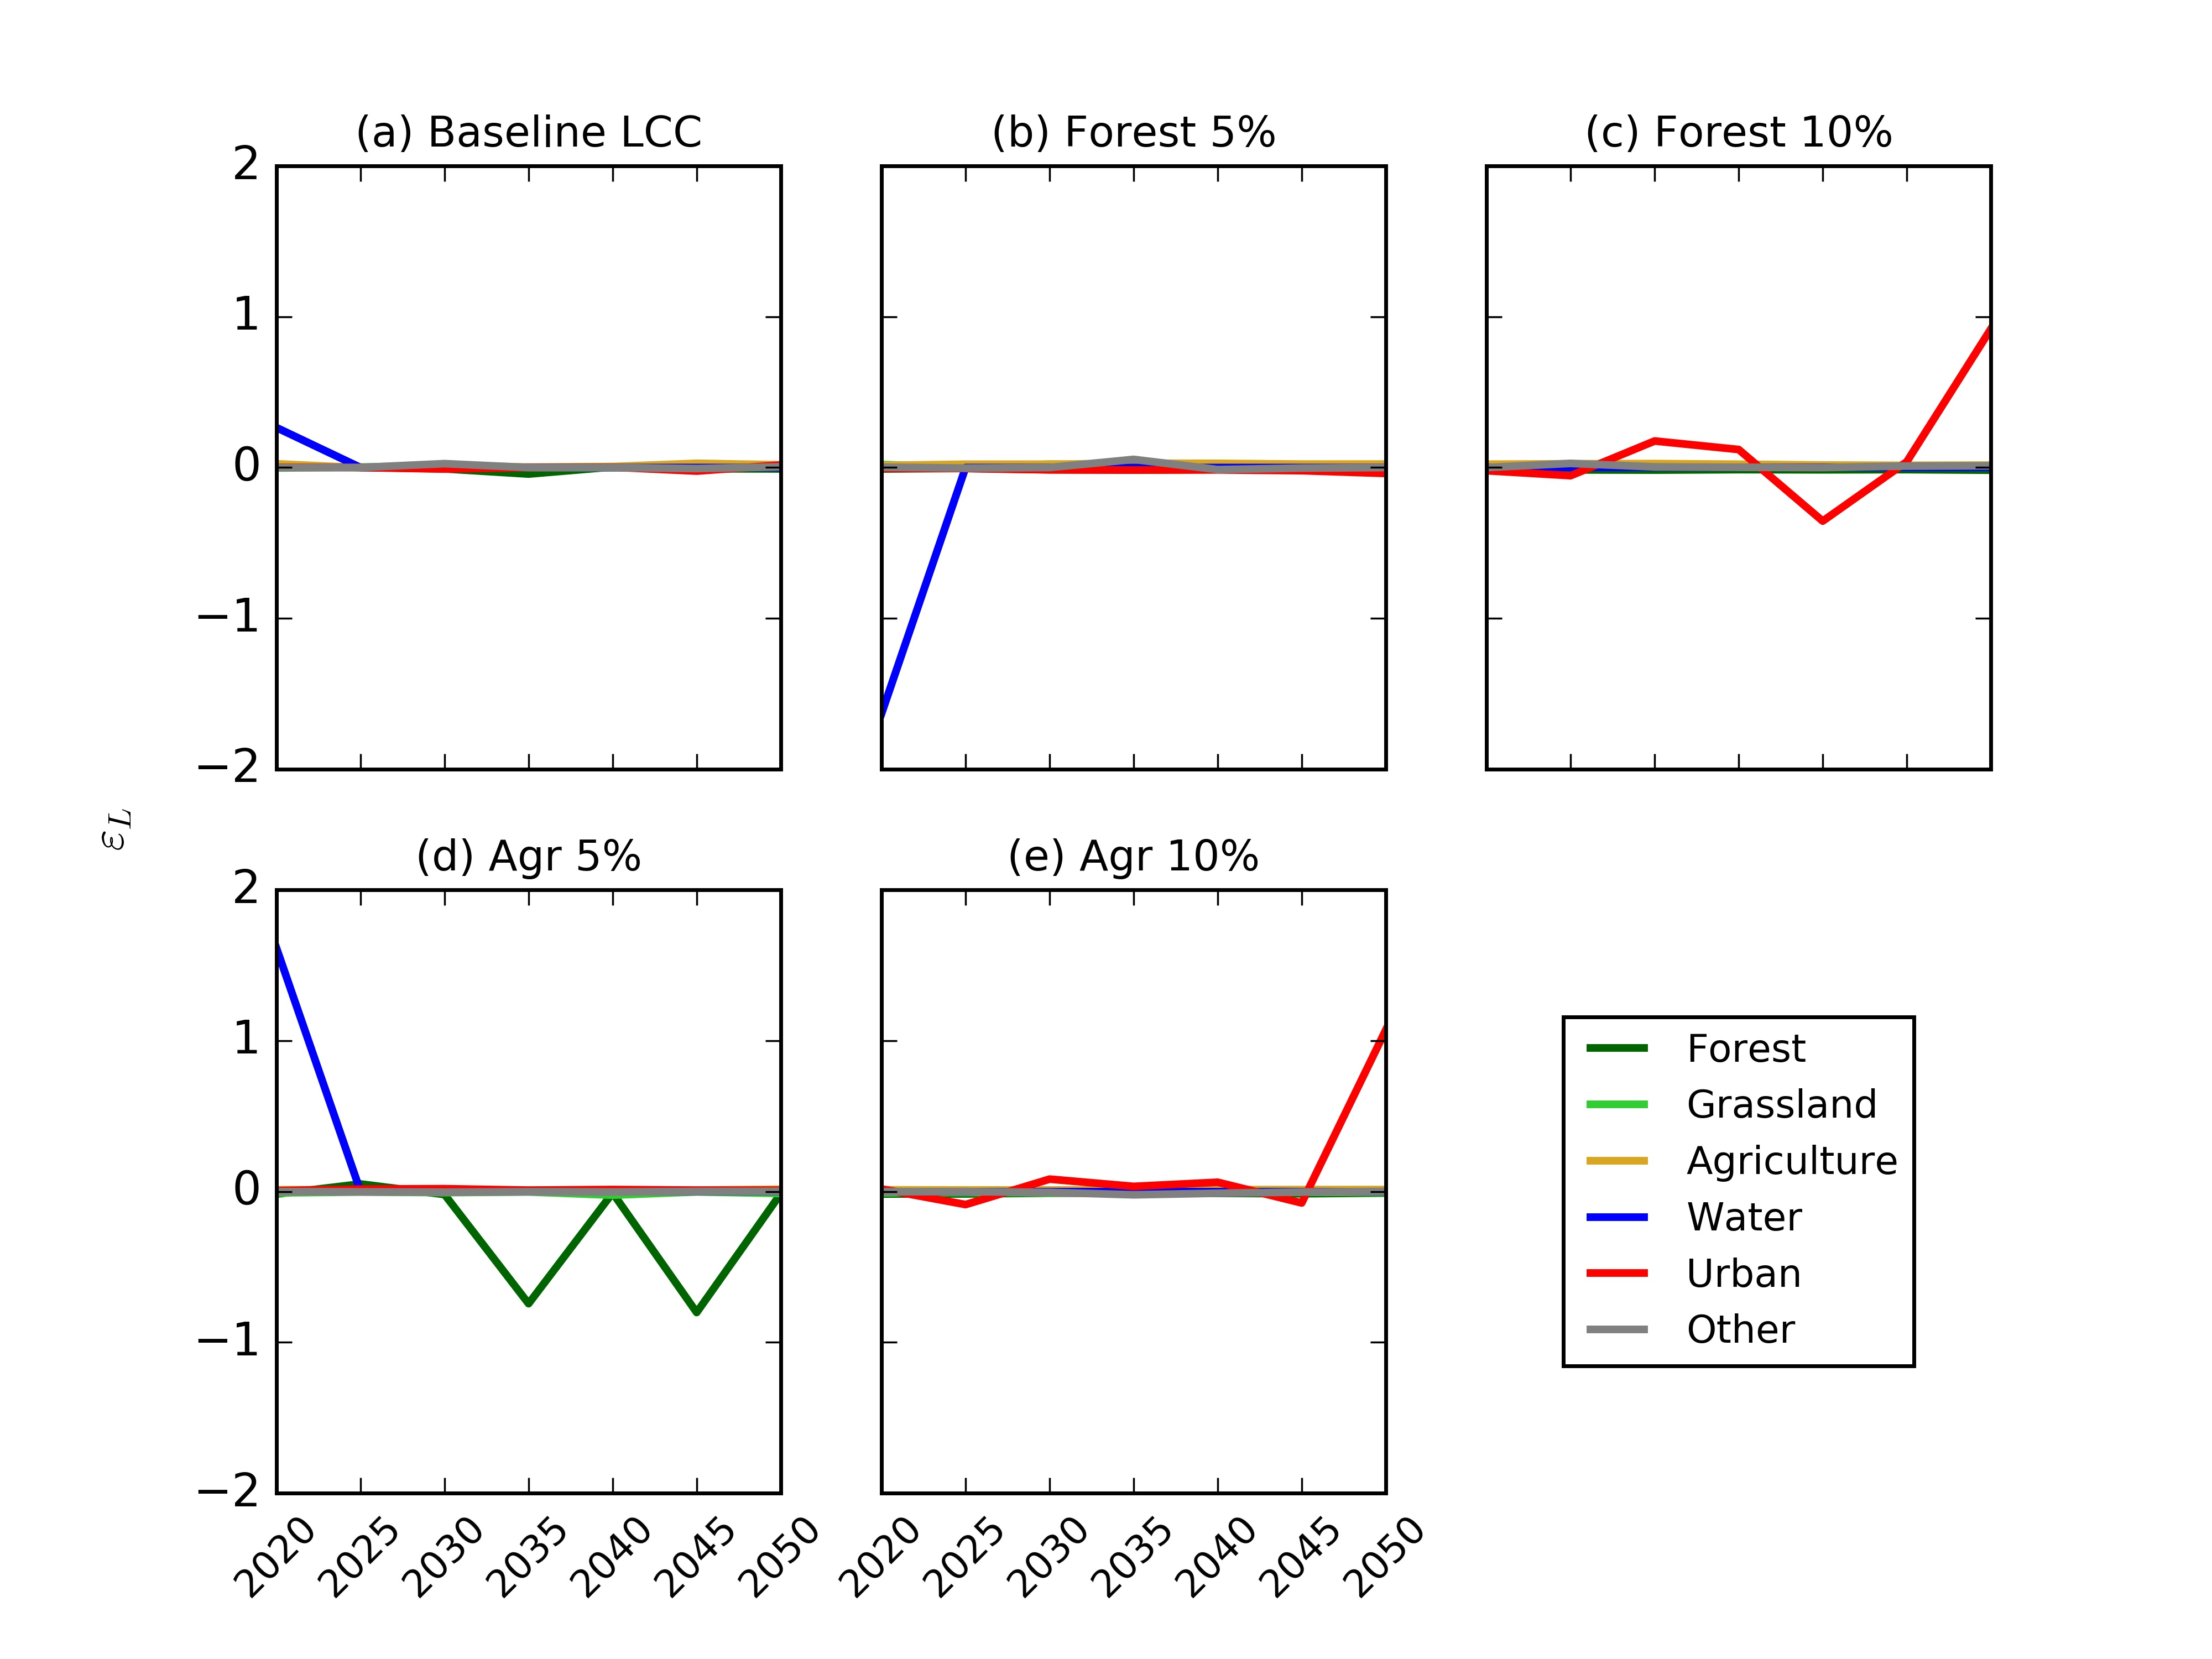 (a) Baseline LCC
(b) Forest 5%
(c) Forest 10%
2
1
0
−1
−2
ε_L
(d) Agr 5%
(e) Agr 10%
2
1
0
−1
−2
2020
2025
2030
2035
2040
2045
2050
2020
2025
2030
2035
2040
2045
2050
Forest
Grassland
Agriculture
Water
Urban
Other